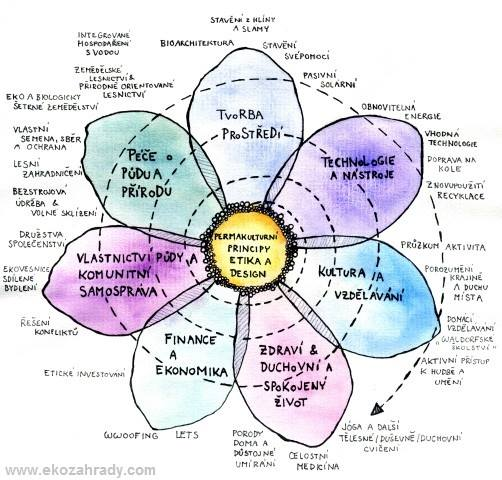 STAVĚNÍ Z HLÍNY
A SLAMY
BIOARCHITEKTURA
STAVĚNÍ
SVÉPOMOCÍ
PASIVNÍ
SOLÁRNÍ
INTEGROVANÉ
HOSPODAŘENÍ
S VODOU
ZEMĚDĚLSKÉ
LESNICTVÍ &
PŘÍRODNĚ ORIENTOVANÉ
LESNICTVÍ
EKO A BIOLOGICKY
ŠETRNÉ ZEMĚDĚLSTVÍ
VLASTNÍ
SEMENA, SBĚR
A OCHRANA
LESNÍ
ZAHRADNIČENÍ
BEZSTROJOVÁ
ÚDRŽBA &
VOLNÉ SKLÍZENÍ
TVORBA
PROSTŘEDÍ
OBNOVITELNÁ
ENERGIE
VHODNÁ
TECHNOLOGIE
DOPRAVA NA
KOLE
ZNOVUPOUŽITÍ
RECYKLACE
PÉČE O
PŮDU A
PŘÍRODU
TECHNOLOGIE
A NÁSTROJE
PERMAKULTURNÍ
PRINCIPY
ETIKA A
DESIGN
DRUŽSTVA
SPOLEČENSTVÍ
EKOVESNICE
SDÍLENÉ
BYDLENÍ
ŘEŠENÍ
KONFLIKTŮ
VLASTNICTVÍ PŮDY A
KOMUNITNÍ
SAMOSPRÁVA
KULTURA A
VZDĚLÁVÁNÍ
PRŮZKUM AKTIVITA
POROZUMĚNÍ
KRAJINĚ
A DUCHU
MÍSTA
DOMÁCÍ
VZDĚLÁVÁNÍ
„WALDORFSKÉ
ŠKOLSTVÍ“
AKTIVNÍ PŘÍSTUP
K HUDBĚ A
UMĚNÍ
FINANCE
A
EKONOMIKA
ZDRAVÍ &
DUCHOVNÍ A
SPOKOJENÝ
ŽIVOT
ETICKÉ INVESTOVÁNÍ
WWOOFING
LETS
PORODY
DOMA A
DŮSTOJNÉ
UMÍRÁNÍ
CELOSTNÍ
MEDICÍNA
JÓGA A DALŠÍ
TĚLESNÉ/DUŠEVNÍ/DUCHOVNÍ
CVIČENÍ
www.ekozahrady.com